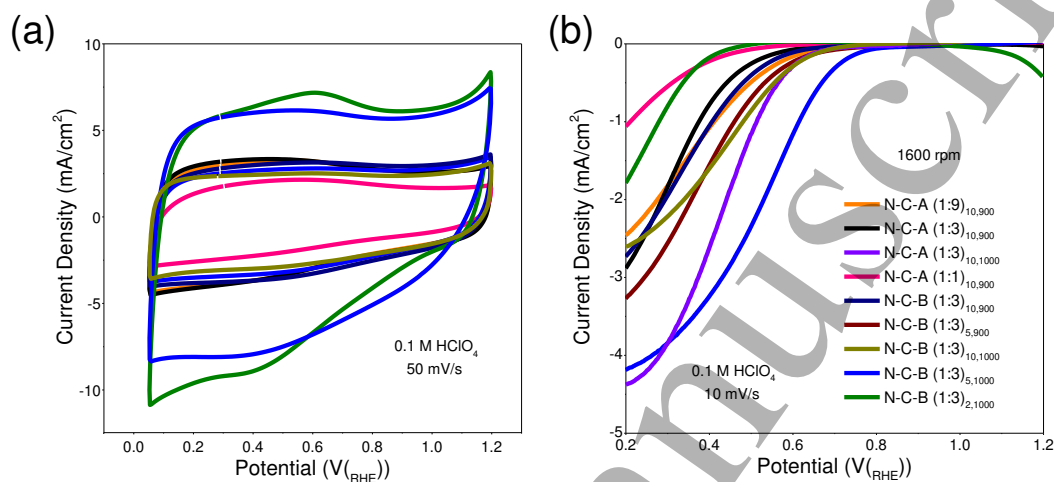 (a)
10
5
0
-5
-10
Current Density (mA/cm²)
0.0 0.2 0.4 0.6 0.8 1.0 1.2
Potential (V(RHE))
0.1 M HClO₄
50 mV/s
(b)
0
-1
-2
-3
-4
-5
Current Density (mA/cm²)
0.2 0.4 0.6 0.8 1.0 1.2
Potential (V(RHE))
1600 rpm
N-C-A (1:9)10,900
N-C-A (1:3)10,900
N-C-A (1:3)10,1000
N-C-A (1:1)10,900
N-C-B (1:3)10,900
N-C-B (1:3)5,900
N-C-B (1:3)10,1000
N-C-B (1:3)5,1000
N-C-B (1:3)2,1000
0.1 M HClO₄
10 mV/s
nuscr